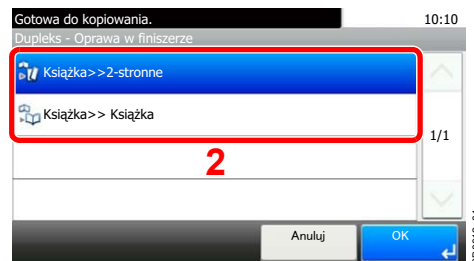 Gotowa do kopiowania. 10:10
Dupleks - Oprawa w finiszerze
Książka>>2-stronne
Książka>> Książka
1/1
2
Anuluj OK